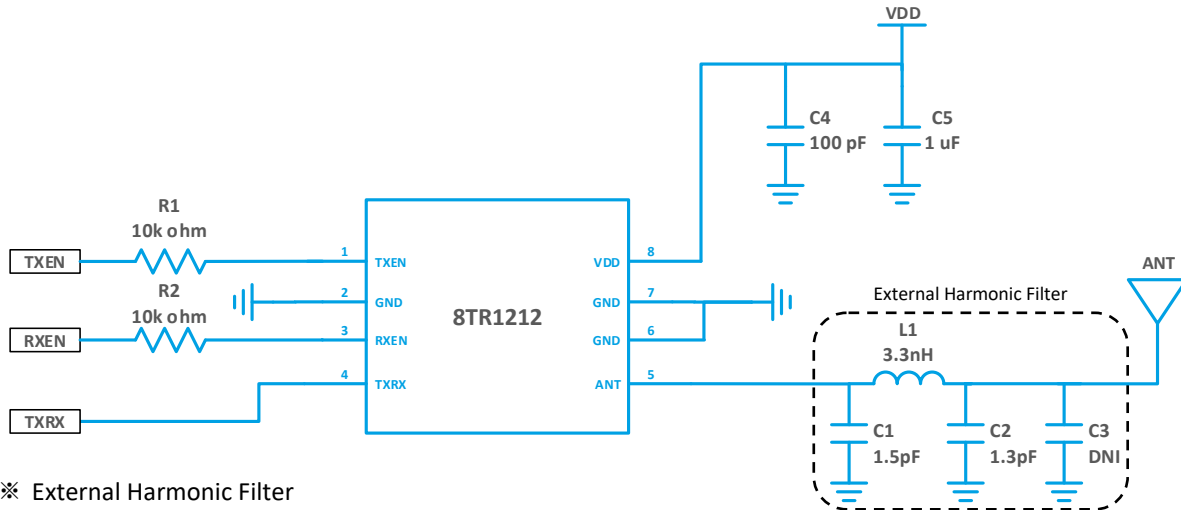 VDD
C4
100 pF
C5
1 uF
R1
10k ohm
TXEN
1
TXEN
VDD
8
R2
10k ohm
2
GND
GND
7
8TR1212
RXEN
3
RXEN
GND
6
4
TXRX
ANT
5
TXRX
ANT
External Harmonic Filter
L1
3.3nH
C1
1.5pF
C2
1.3pF
C3
DNI
※ External Harmonic Filter